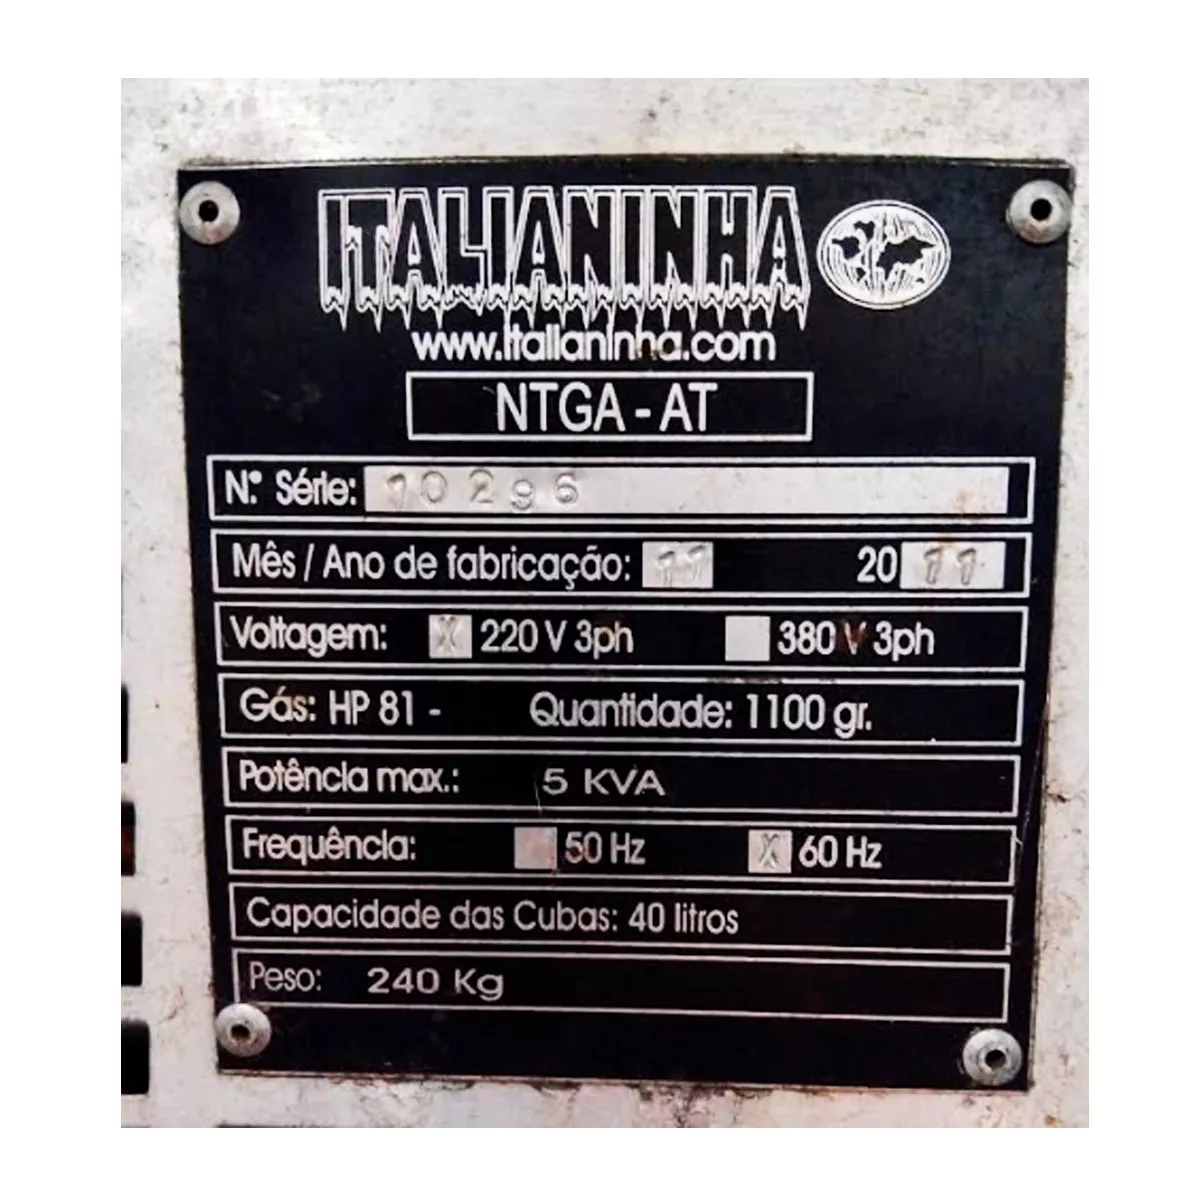 ITALIANINHA
www.italianinha.com
NTGA - AT
N.º Série: 10296
Mês / Ano de fabricação: 11 2011
Voltagem: X 220 V 3ph 380 V 3ph
Gás: HP 81 - Quantidade: 1100 gr.
Potência max.: 5 KVA
Frequência: 50 Hz X 60 Hz
Capacidade das Cubas: 40 litros
Peso: 240 Kg